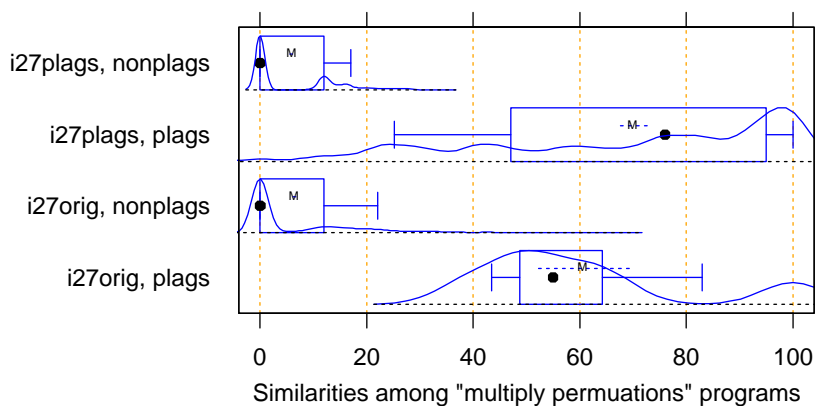 i27plags, nonplags
M
i27plags, plags
M
i27orig, nonplags
M
i27orig, plags
M
0 20 40 60 80 100
Similarities among "multiply permuations" programs